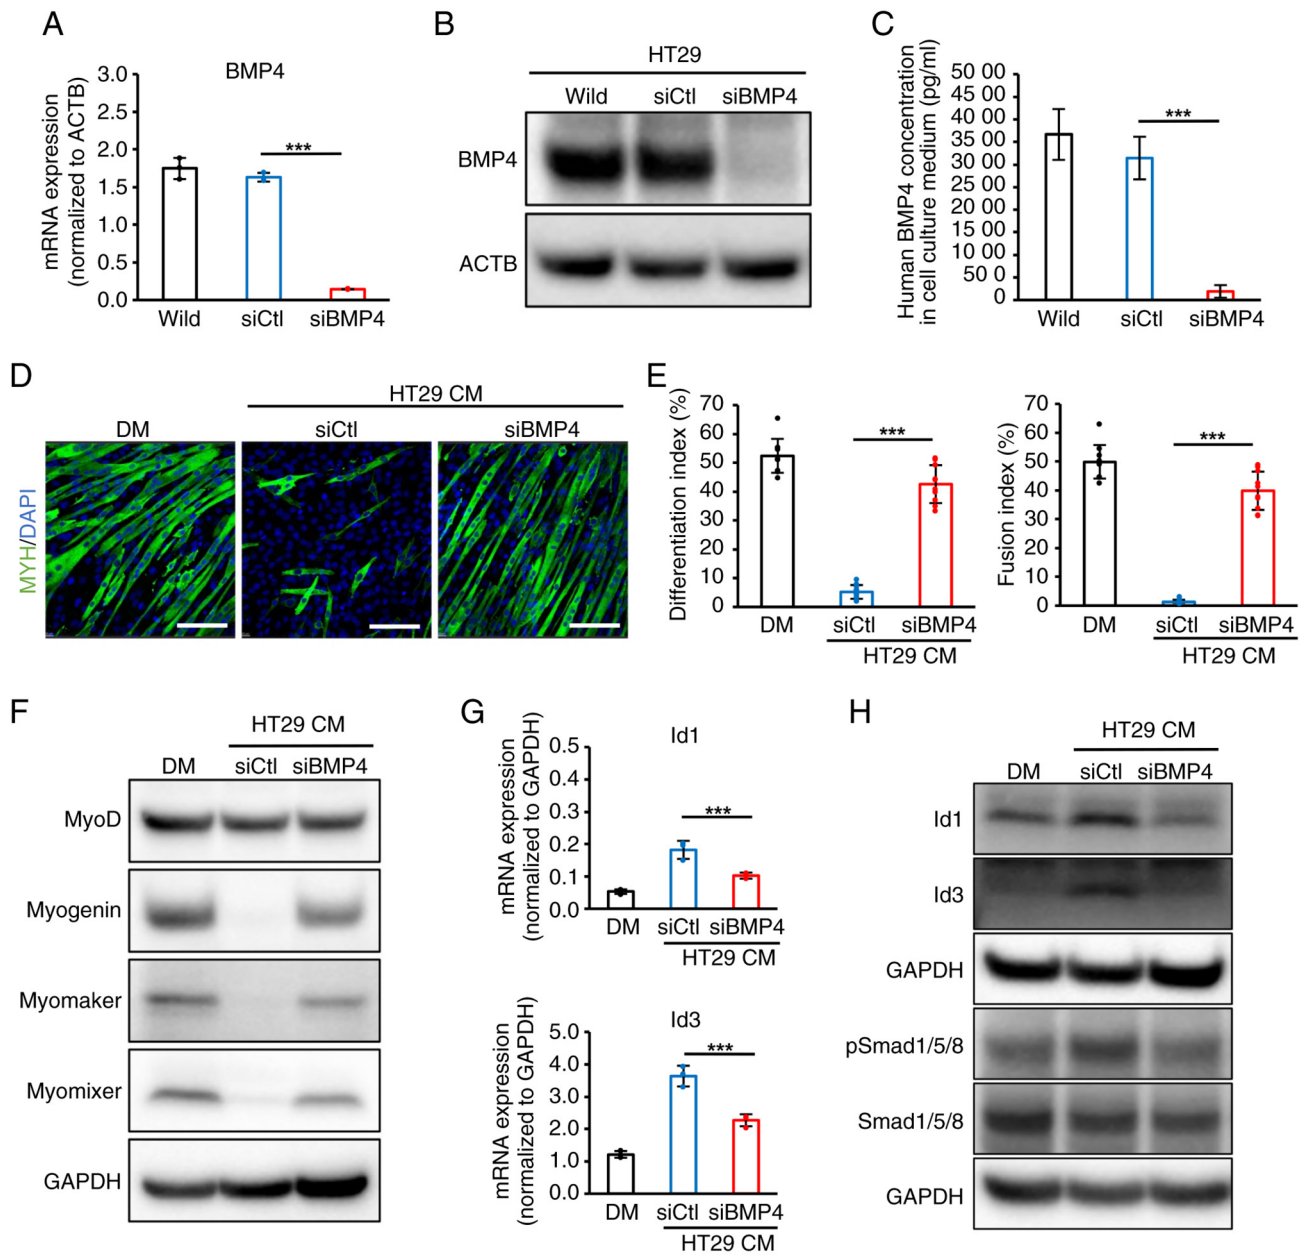 A
BMP4
mRNA expression
(normalized to ACTB)
3.0
2.5
2.0
1.5
1.0
0.5
0.0
***
Wild siCtl siBMP4
B
HT29
Wild siCtl siBMP4
BMP4
ACTB
C
Human BMP4 concentration
in cell culture medium (pg/ml)
50 00
45 00
40 00
35 00
30 00
25 00
20 00
15 00
10 00
50 0
0
***
Wild siCtl siBMP4
D
HT29 CM
DM siCtl siBMP4
MYH/DAPI
E
Differentiation index (%)
70
60
50
40
30
20
10
0
***
DM siCtl siBMP4
HT29 CM
Fusion index (%)
70
60
50
40
30
20
10
0
***
DM siCtl siBMP4
HT29 CM
F
HT29 CM
DM siCtl siBMP4
MyoD
Myogenin
Myomaker
Myomixer
GAPDH
G
Id1
mRNA expression
(normalized to GAPDH)
0.5
0.4
0.3
0.2
0.1
0.0
***
DM siCtl siBMP4
HT29 CM
Id3
mRNA expression
(normalized to GAPDH)
5.0
4.0
3.0
2.0
1.0
0.0
***
DM siCtl siBMP4
HT29 CM
H
HT29 CM
DM siCtl siBMP4
Id1
Id3
GAPDH
pSmad1/5/8
Smad1/5/8
GAPDH